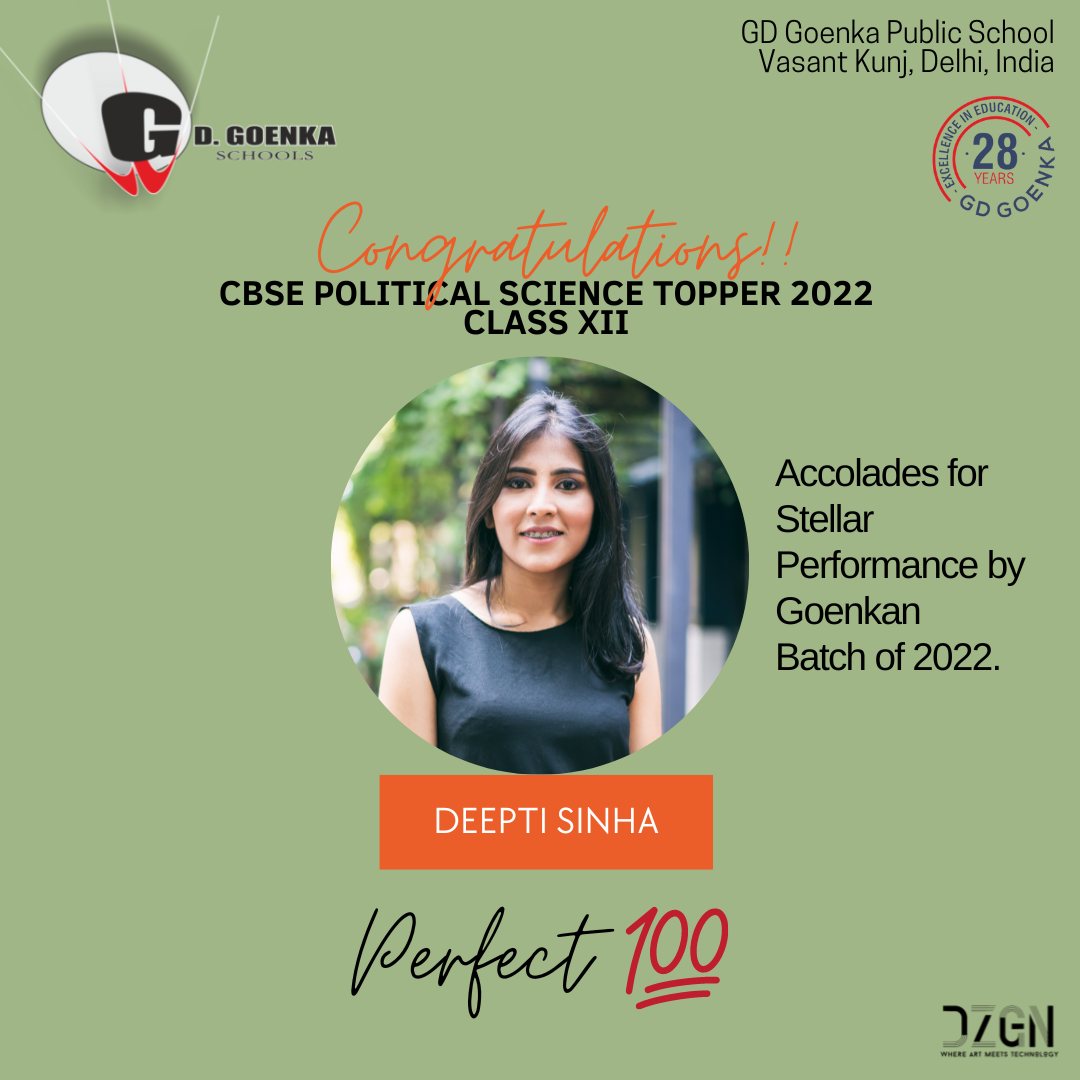 GD Goenka Public School
Vasant Kunj, Delhi, India
G D. GOENKA
SCHOOLS
- EXCELLENCE IN EDUCATION -
28
YEARS
GD GOENKA
Congratulations!!
CBSE POLITICAL SCIENCE TOPPER 2022
CLASS XII
Accolades for
Stellar
Performance by
Goenkan
Batch of 2022.
DEEPTI SINHA
Perfect 100
DZGN
WHERE ART MEETS TECHNOLOGY